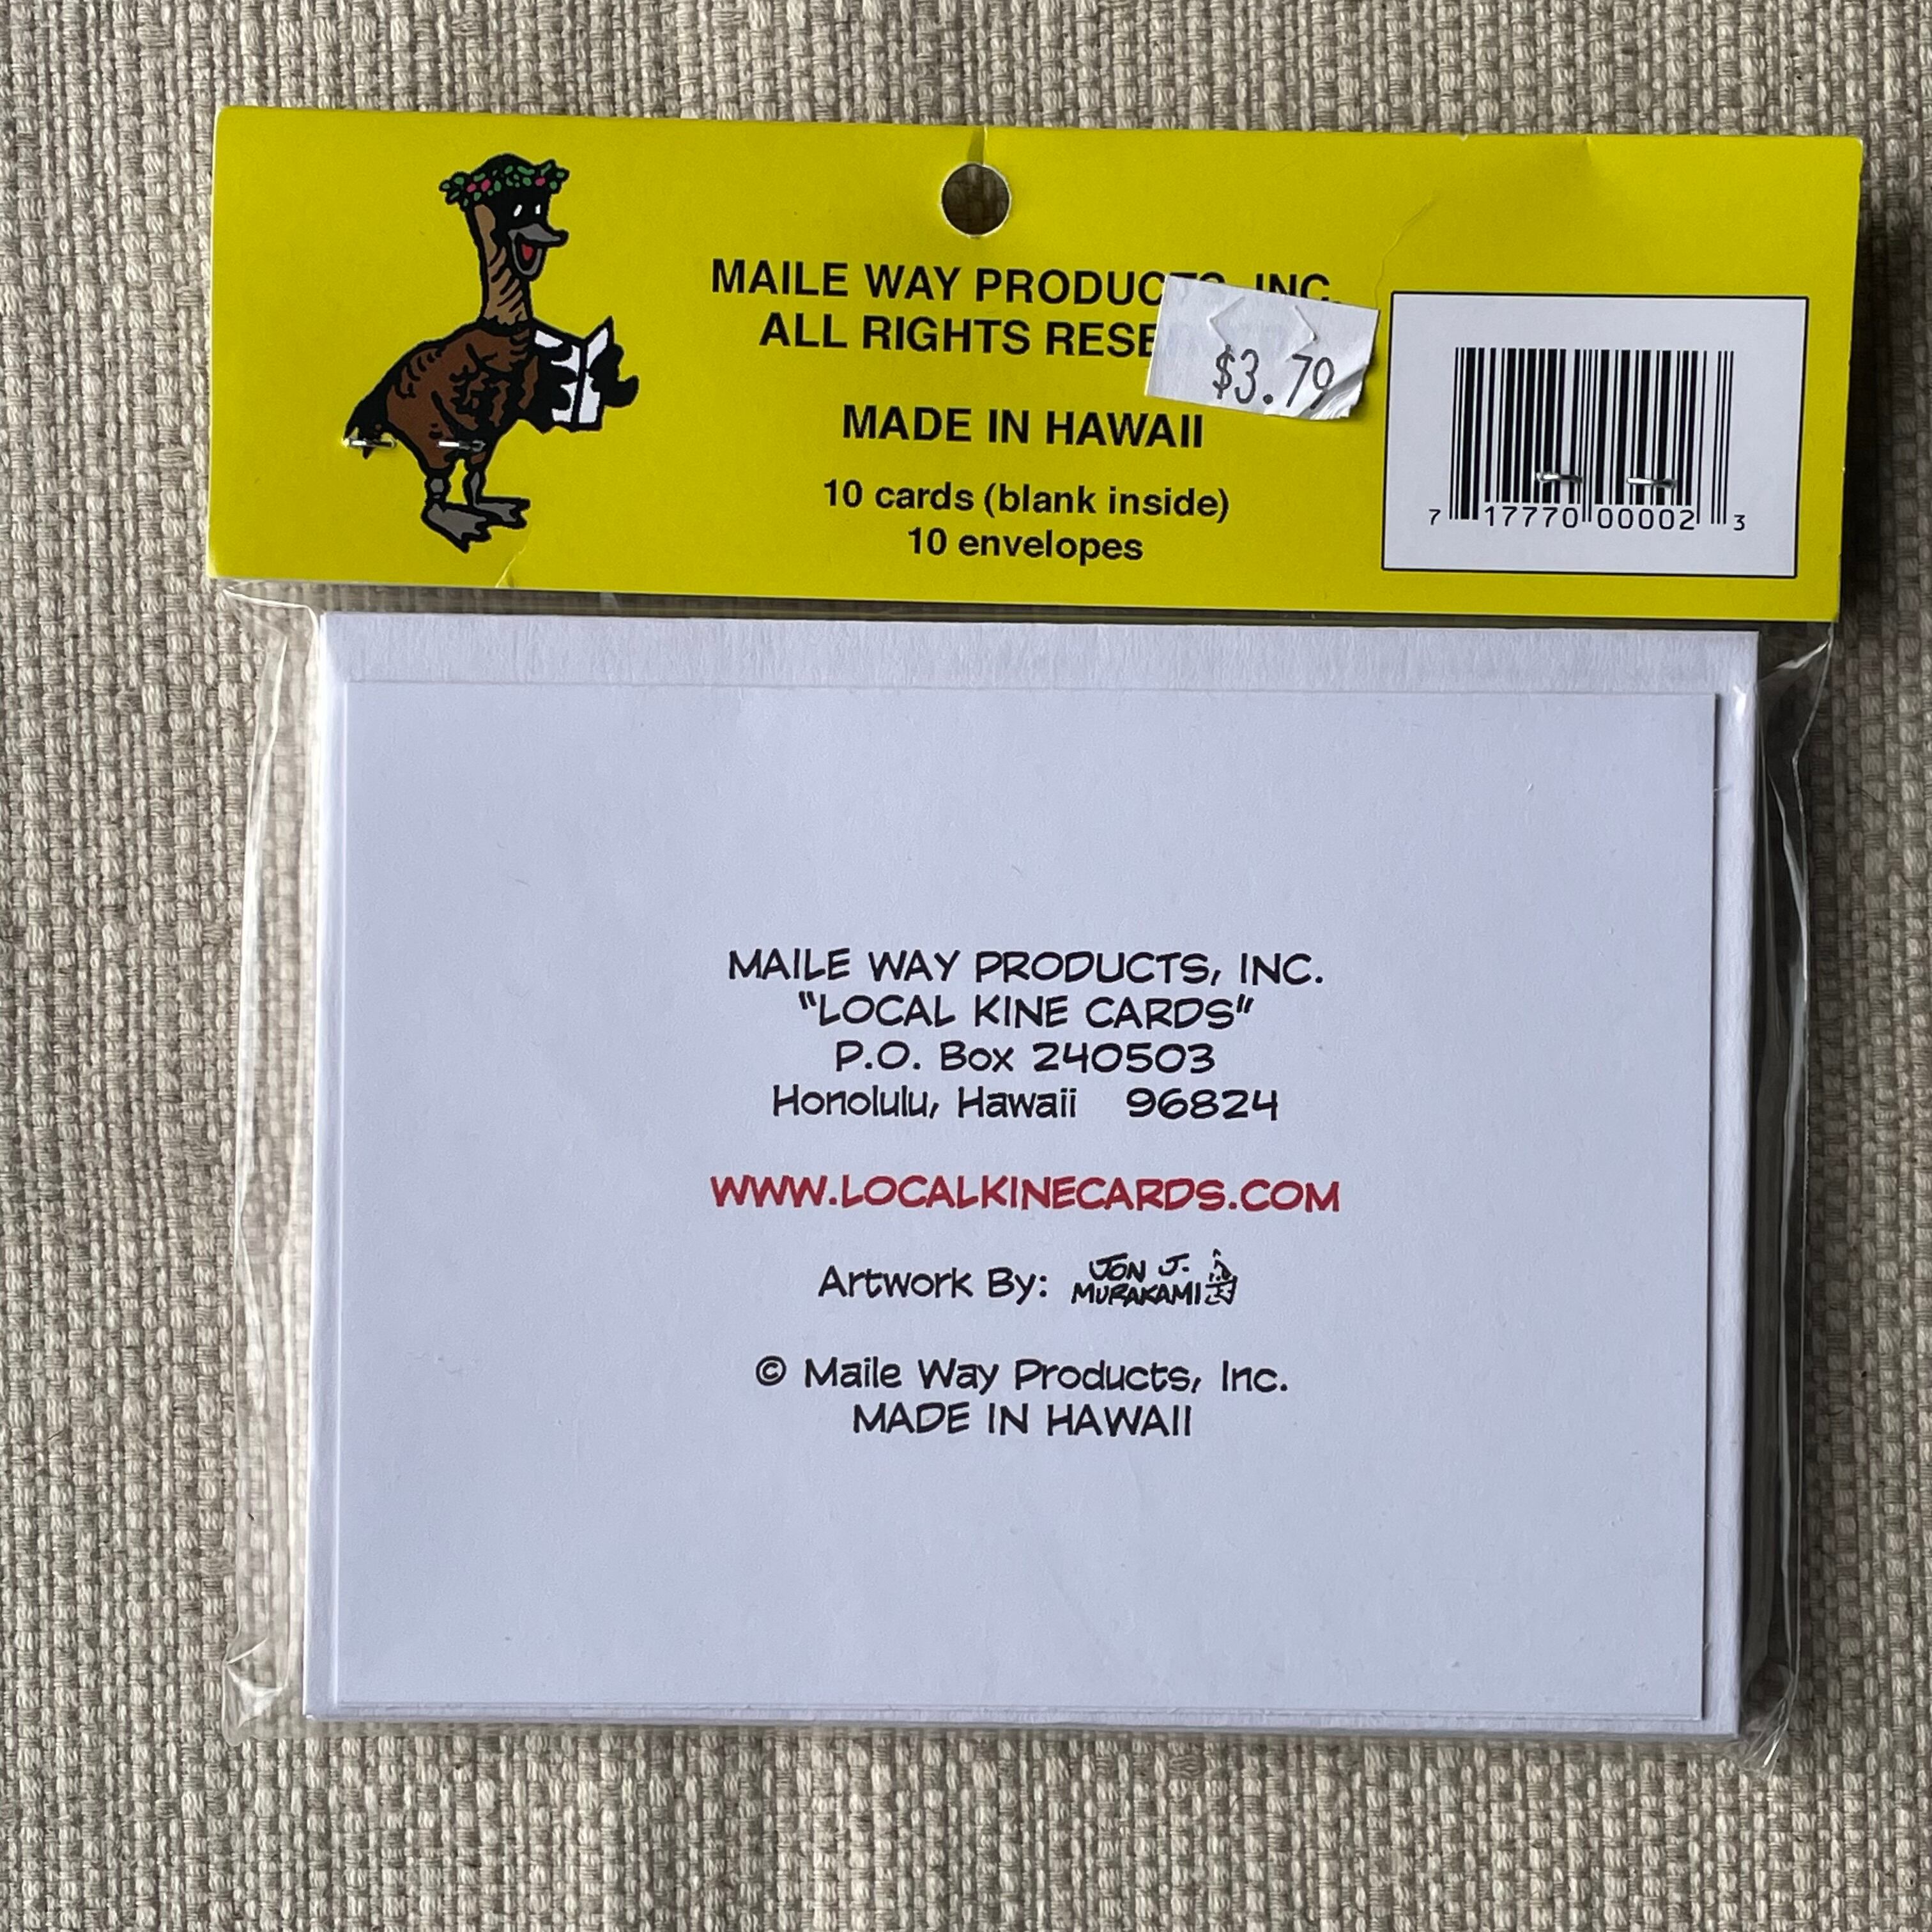 MAILE WAY PRODUCTS, INC.
ALL RIGHTS RESE
$3.79
MADE IN HAWAII
10 cards (blank inside)
10 envelopes
7 17770 00002 3
MAILE WAY PRODUCTS, INC.
"LOCAL KINE CARDS"
P.O. Box 240503
Honolulu, Hawaii 96824
WWW.LOCALKINECARDS.COM
Artwork By: JON J. MURAKAMI
© Maile Way Products, Inc.
MADE IN HAWAII